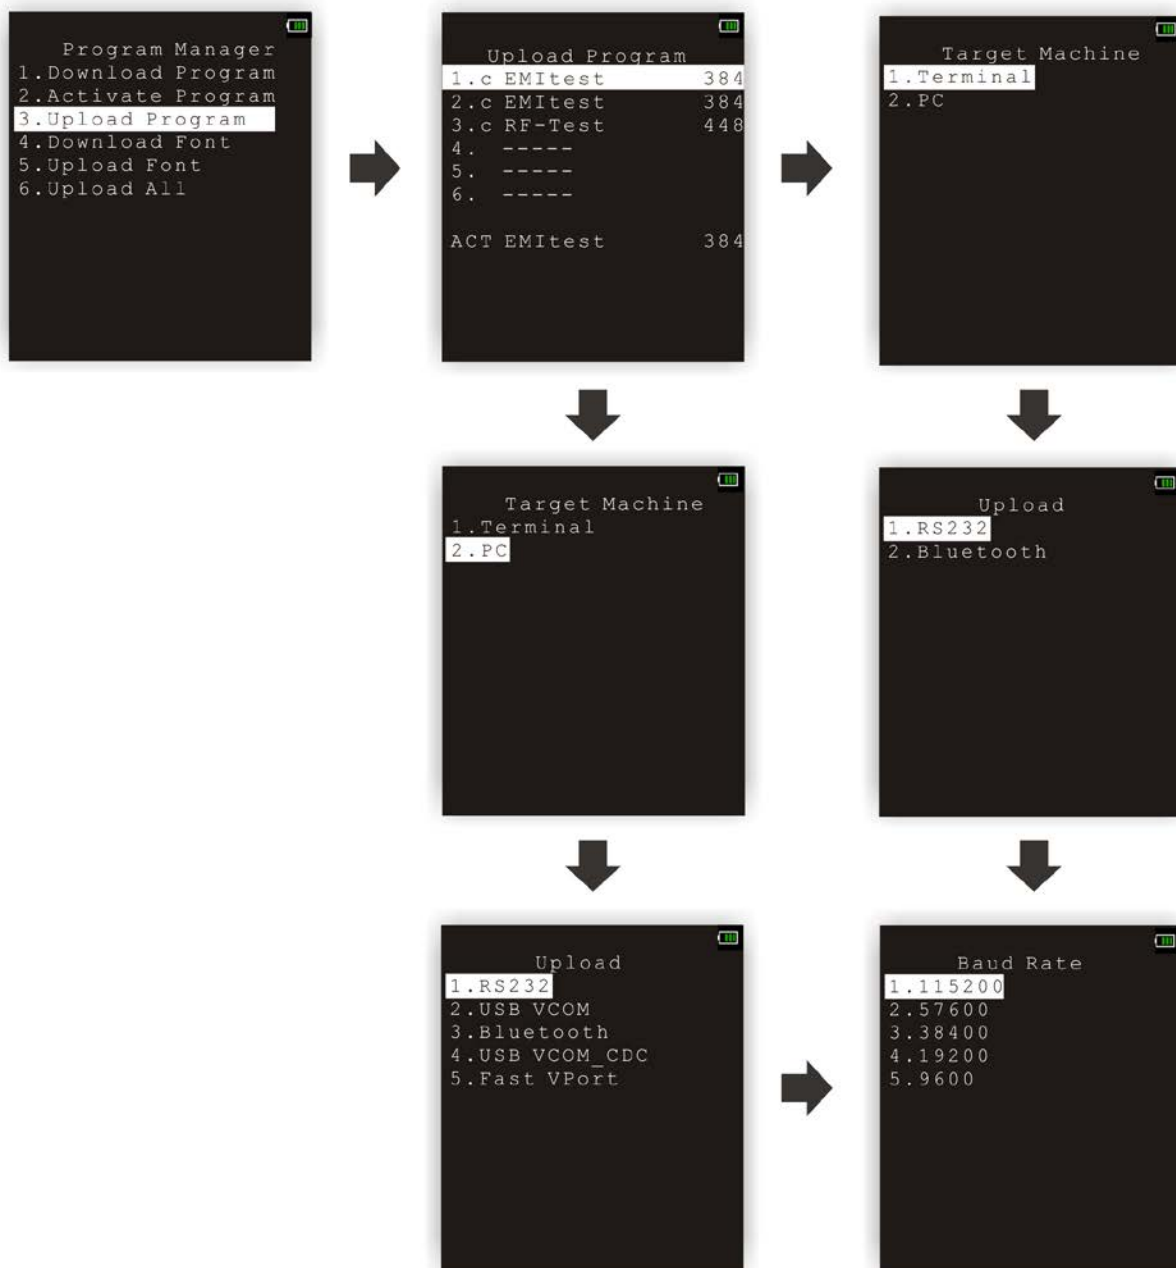 Program Manager
1.Download Program
2.Activate Program
3.Upload Program
4.Download Font
5.Upload Font
6.Upload All
Upload Program
1.c EMItest 384
2.c EMItest 384
3.c RF-Test 448
4. -----
5. -----
6. -----
ACT EMItest 384
Target Machine
1.Terminal
2.PC
Target Machine
1.Terminal
2.PC
Upload
1.RS232
2.Bluetooth
Upload
1.RS232
2.USB VCOM
3.Bluetooth
4.USB VCOM_CDC
5.Fast VPort
Baud Rate
1.115200
2.57600
3.38400
4.19200
5.9600